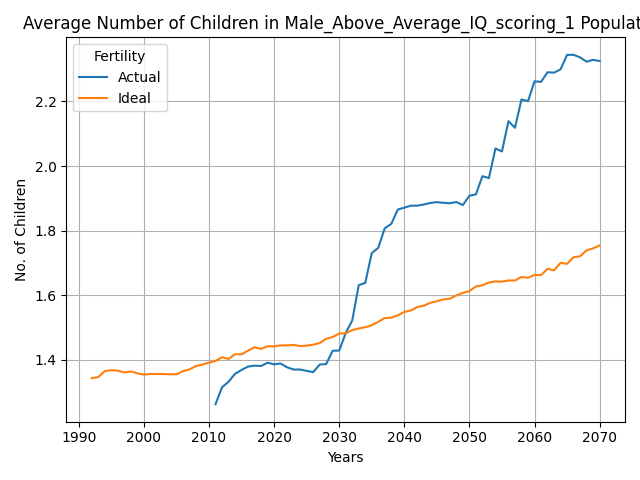 Average Number of Children in Male_Above_Average_IQ_scoring_1 Populat
Fertility
Actual
Ideal
2.2
2.0
1.8
1.6
1.4
No. of Children
1990 2000 2010 2020 2030 2040 2050 2060 2070
Years